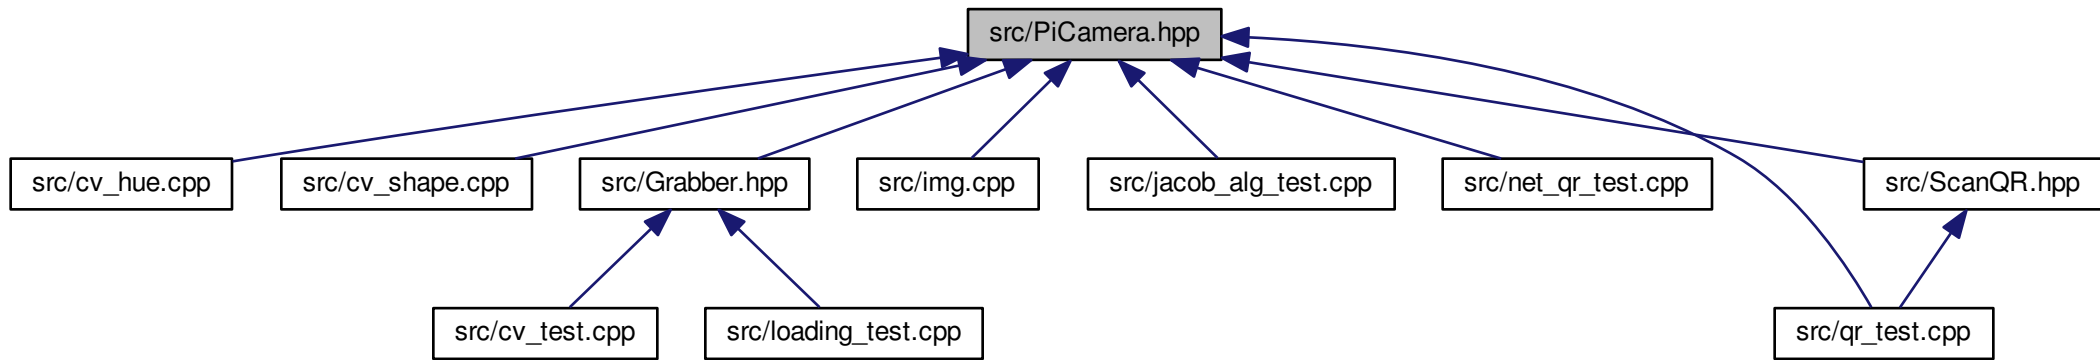 src/PiCamera.hpp
src/cv_hue.cpp
src/cv_shape.cpp
src/Grabber.hpp
src/img.cpp
src/jacob_alg_test.cpp
src/net_qr_test.cpp
src/ScanQR.hpp
src/cv_test.cpp
src/loading_test.cpp
src/qr_test.cpp